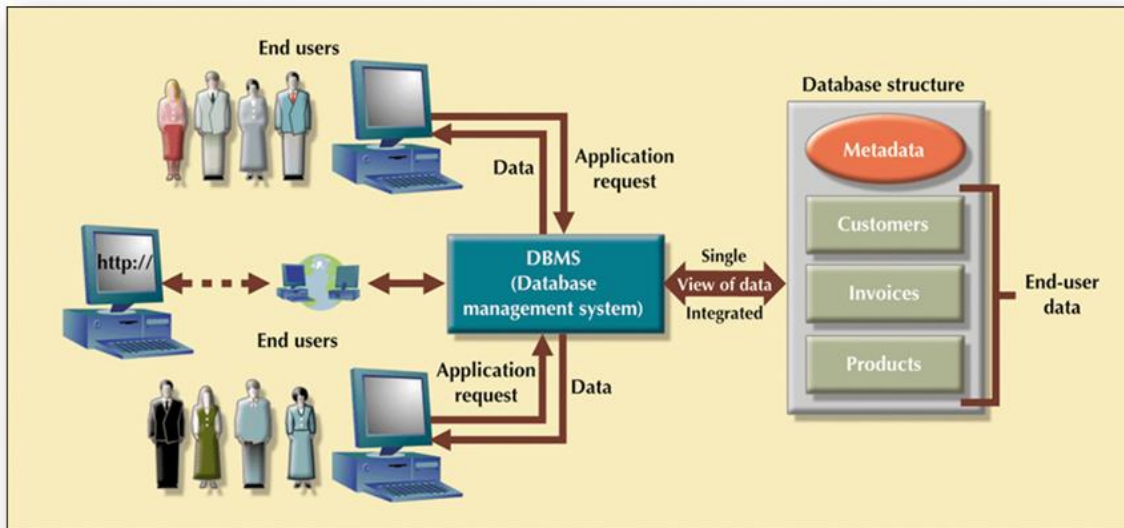 End users
Data
Application
request
http://
DBMS
(Database
management system)
Single
View of data
Integrated
End users
Application
request
Data
Database structure
Metadata
Customers
Invoices
Products
End-user
data